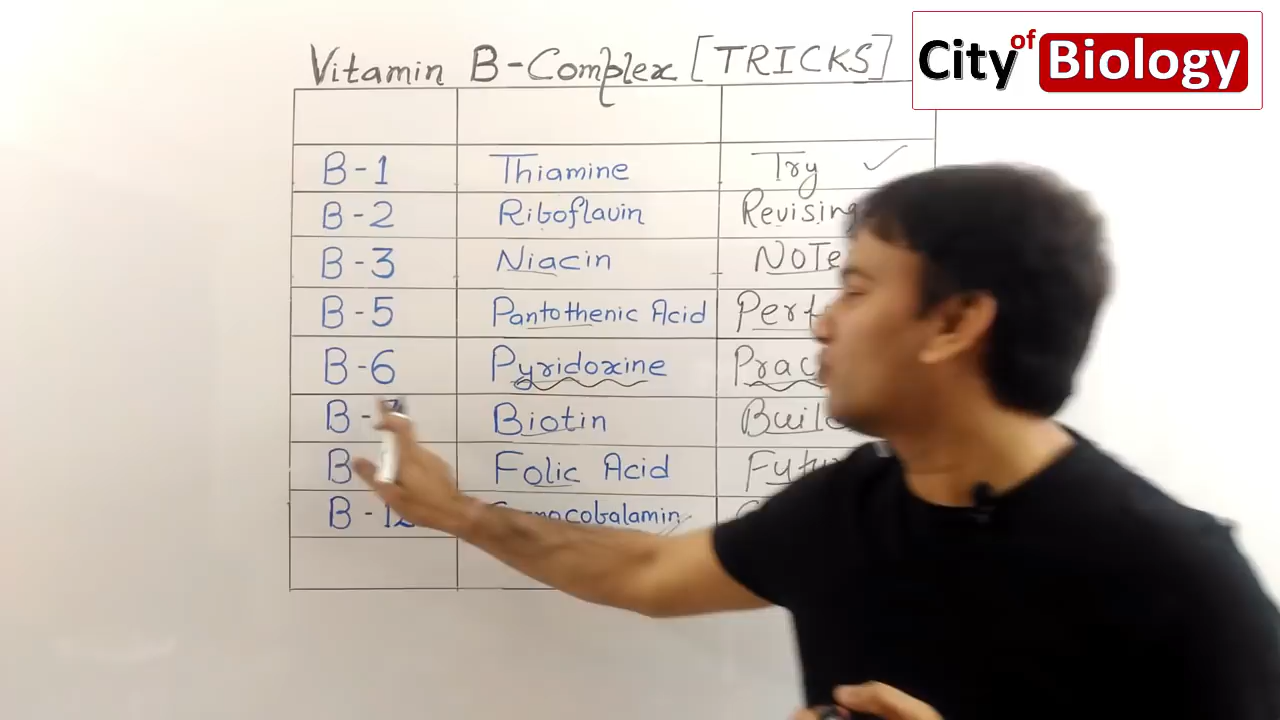 City of Biology
Vitamin B-Complex [TRICKS]
B-1 Thiamine Try ✓
B-2 Riboflavin Revising
B-3 Niacin NOTe
B-5 Pantothenic Acid
B-6 Pyridoxine
B- Biotin
B Folic Acid
B-12